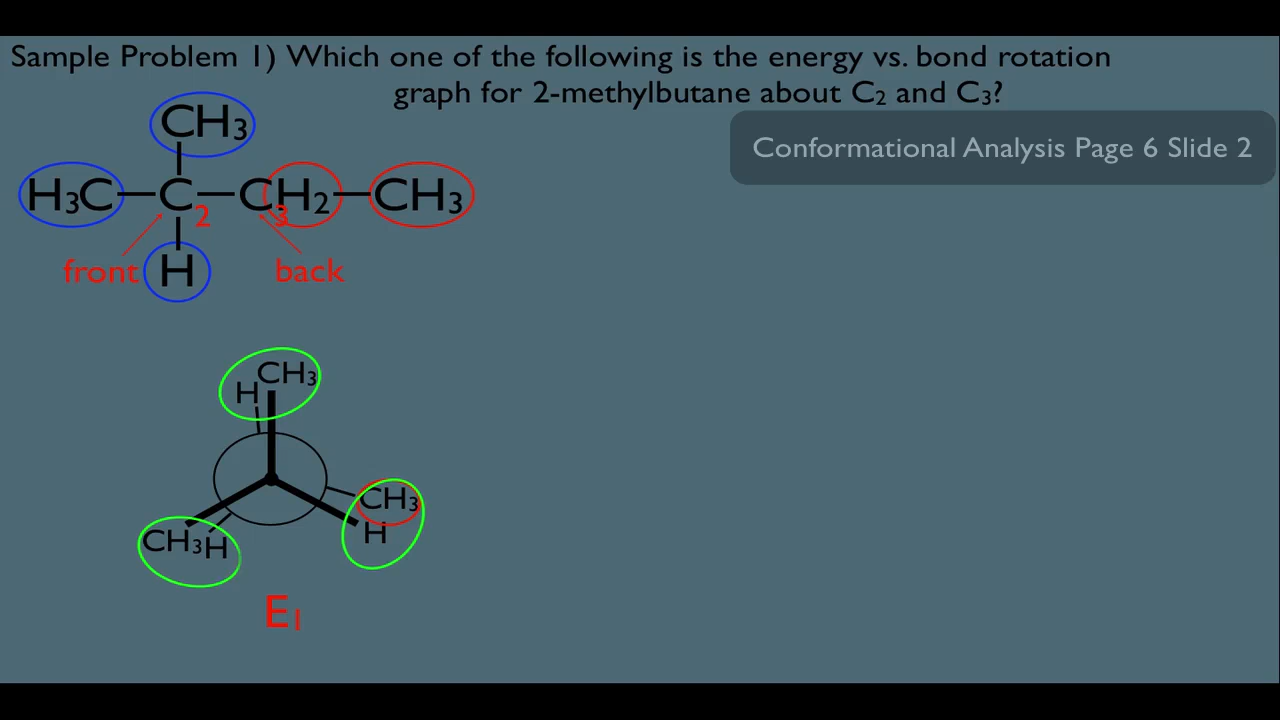 Sample Problem 1) Which one of the following is the energy vs. bond rotation
graph for 2-methylbutane about C₂ and C₃?
Conformational Analysis Page 6 Slide 2
CH₃
H₃C C 2 CH₂ 3 CH₃
front H back
CH₃
H
CH₃
H
CH₃ H
E₁